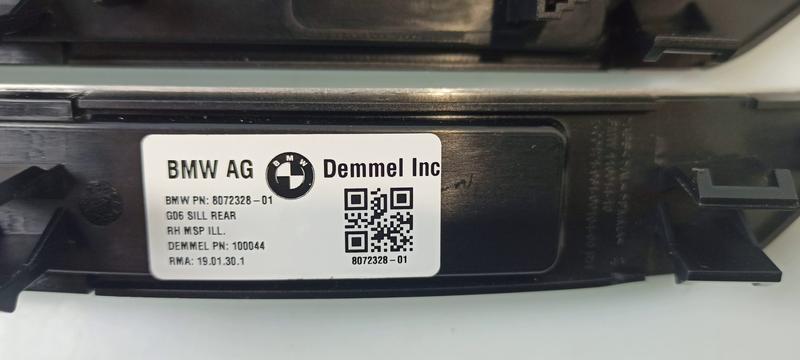 BMW AG BMW Demmel Inc
BMW PN: 8072328-01
G06 SILL REAR
RH MSP ILL.
DEMMEL PN: 100044
RMA: 19.01.30.1
8072328-01